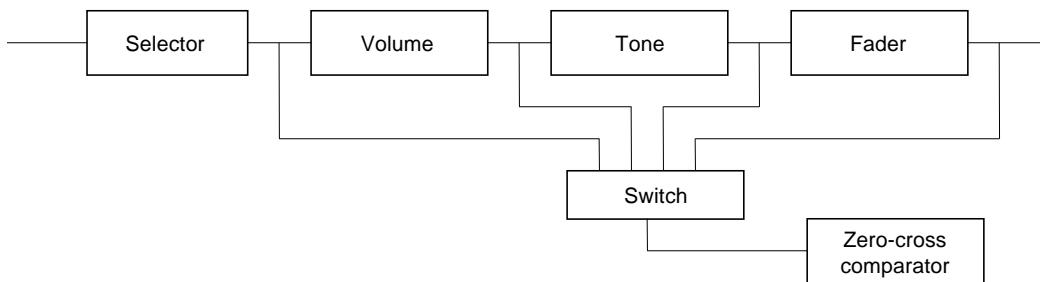 Selector
Volume
Tone
Fader
Switch
Zero-cross
comparator